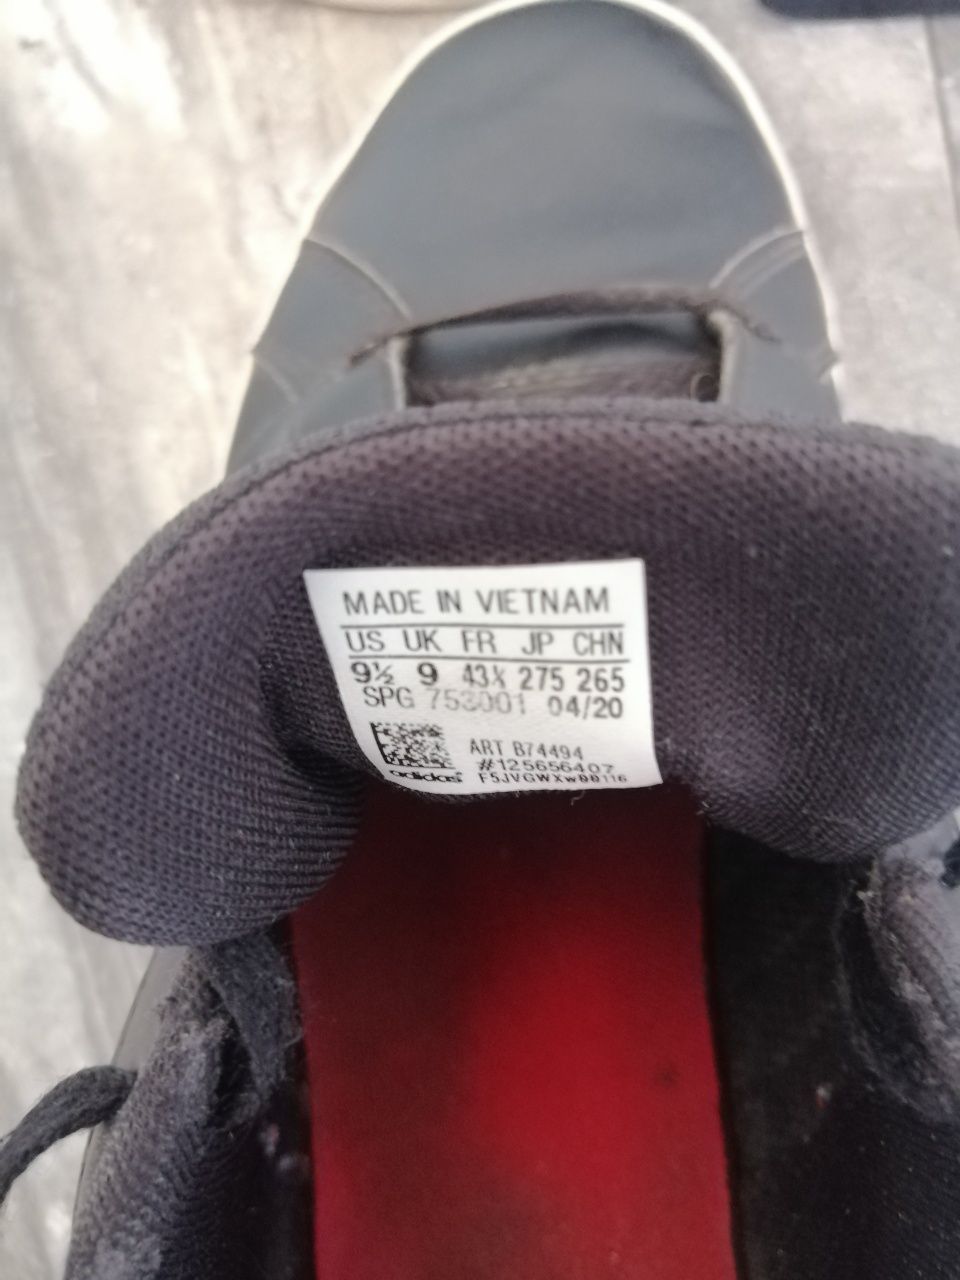 MADE IN VIETNAM
US UK FR JP CHN
9½ 9 43⅓ 275 265
SPG 753001 04/20
ART B74494
#125656407
adidas F5JVGWXW00116